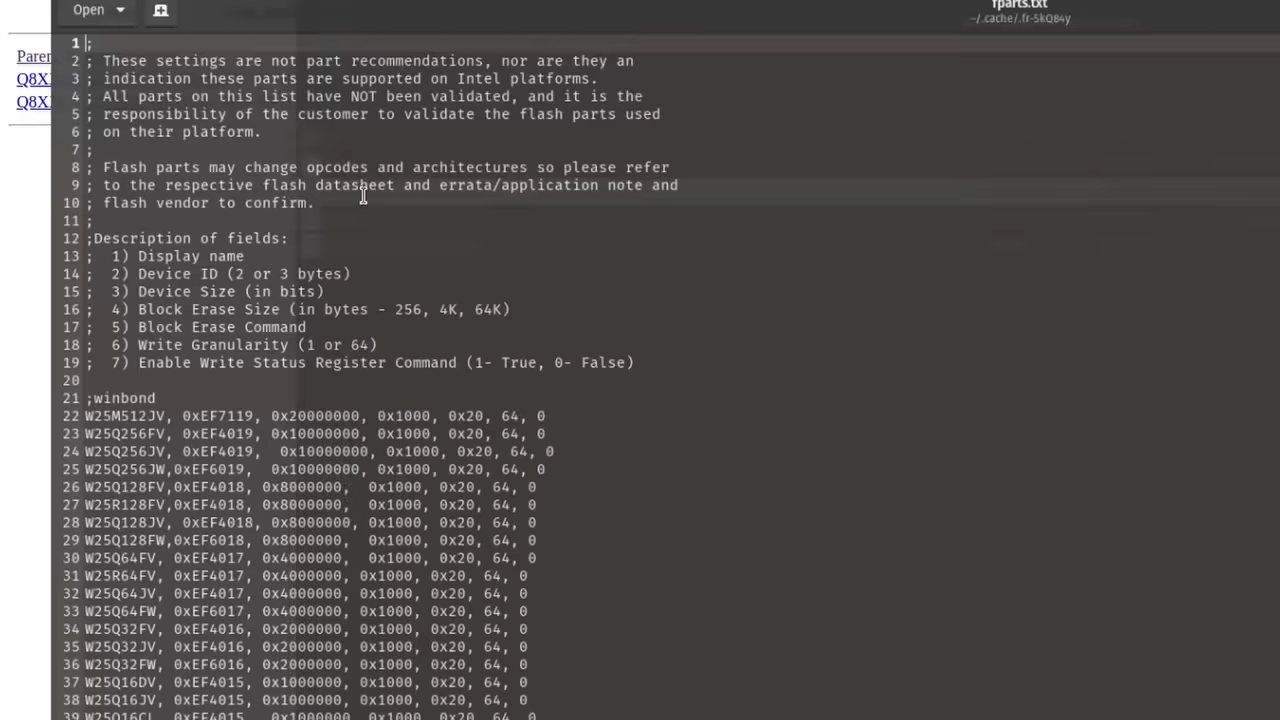 Open
fparts.txt
~/.cache/.fr-5kQ84y
Paren
Q8X
Q8X
1 ;
2 ; These settings are not part recommendations, nor are they an
3 ; indication these parts are supported on Intel platforms.
4 ; All parts on this list have NOT been validated, and it is the
5 ; responsibility of the customer to validate the flash parts used
6 ; on their platform.
7 ;
8 ; Flash parts may change opcodes and architectures so please refer
9 ; to the respective flash datasheet and errata/application note and
10 ; flash vendor to confirm.
11 ;
12 ;Description of fields:
13 ;  1) Display name
14 ;  2) Device ID (2 or 3 bytes)
15 ;  3) Device Size (in bits)
16 ;  4) Block Erase Size (in bytes - 256, 4K, 64K)
17 ;  5) Block Erase Command
18 ;  6) Write Granularity (1 or 64)
19 ;  7) Enable Write Status Register Command (1- True, 0- False)
20
21 ;winbond
22 W25M512JV, 0xEF7119, 0x20000000, 0x1000, 0x20, 64, 0
23 W25Q256FV, 0xEF4019, 0x10000000, 0x1000, 0x20, 64, 0
24 W25Q256JV, 0xEF4019,  0x10000000, 0x1000, 0x20, 64, 0
25 W25Q256JW,0xEF6019,  0x10000000, 0x1000, 0x20, 64, 0
26 W25Q128FV,0xEF4018, 0x8000000,  0x1000, 0x20, 64, 0
27 W25R128FV,0xEF4018, 0x8000000,  0x1000, 0x20, 64, 0
28 W25Q128JV, 0xEF4018, 0x8000000, 0x1000, 0x20, 64, 0
29 W25Q128FW,0xEF6018, 0x8000000,  0x1000, 0x20, 64, 0
30 W25Q64FV, 0xEF4017, 0x4000000,  0x1000, 0x20, 64, 0
31 W25R64FV, 0xEF4017, 0x4000000, 0x1000, 0x20, 64, 0
32 W25Q64JV, 0xEF4017, 0x4000000, 0x1000, 0x20, 64, 0
33 W25Q64FW, 0xEF6017, 0x4000000, 0x1000, 0x20, 64, 0
34 W25Q32FV, 0xEF4016, 0x2000000, 0x1000, 0x20, 64, 0
35 W25Q32JV, 0xEF4016, 0x2000000, 0x1000, 0x20, 64, 0
36 W25Q32FW, 0xEF6016, 0x2000000, 0x1000, 0x20, 64, 0
37 W25Q16DV, 0xEF4015, 0x1000000, 0x1000, 0x20, 64, 0
38 W25Q16JV, 0xEF4015, 0x1000000, 0x1000, 0x20, 64, 0
39 W25Q16CL, 0xEF4015,  0x1000000, 0x1000, 0x20, 64, 0